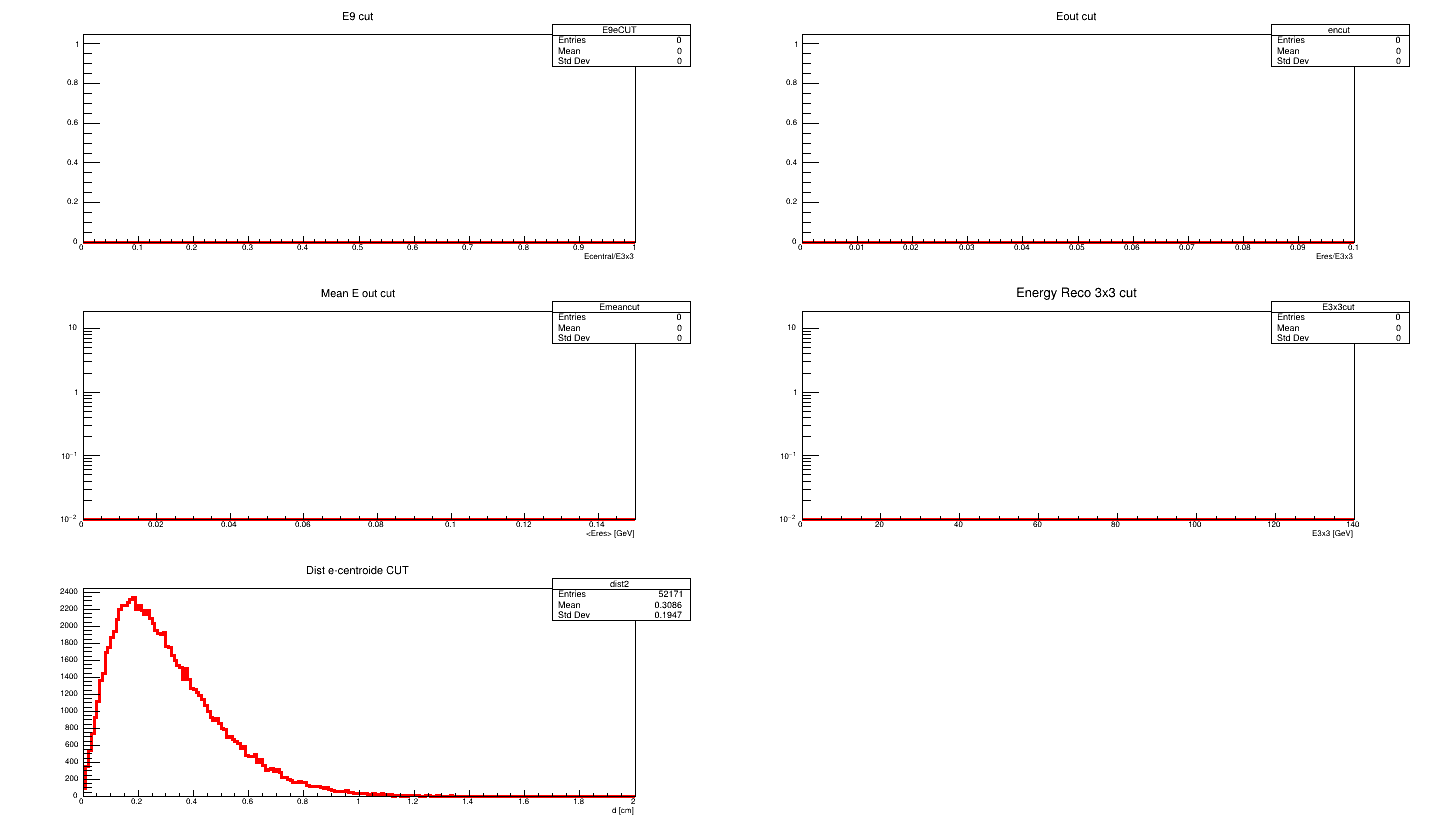 E9 cut
E9eCUT
Entries 0
Mean 0
Std Dev 0
1
0.8
0.6
0.4
0.2
0
0 0.1 0.2 0.3 0.4 0.5 0.6 0.7 0.8 0.9 1
Ecentral/E3x3
Eout cut
encut
Entries 0
Mean 0
Std Dev 0
1
0.8
0.6
0.4
0.2
0
0 0.01 0.02 0.03 0.04 0.05 0.06 0.07 0.08 0.09 0.1
Eres/E3x3
Mean E out cut
Emeancut
Entries 0
Mean 0
Std Dev 0
10
1
10⁻¹
10⁻²
0 0.02 0.04 0.06 0.08 0.1 0.12 0.14
<Eres> [GeV]
Energy Reco 3x3 cut
E3x3cut
Entries 0
Mean 0
Std Dev 0
10
1
10⁻¹
10⁻²
0 20 40 60 80 100 120 140
E3x3 [GeV]
Dist e-centroide CUT
dist2
Entries 52171
Mean 0.3086
Std Dev 0.1947
2400
2200
2000
1800
1600
1400
1200
1000
800
600
400
200
0
0 0.2 0.4 0.6 0.8 1 1.2 1.4 1.6 1.8 2
d [cm]